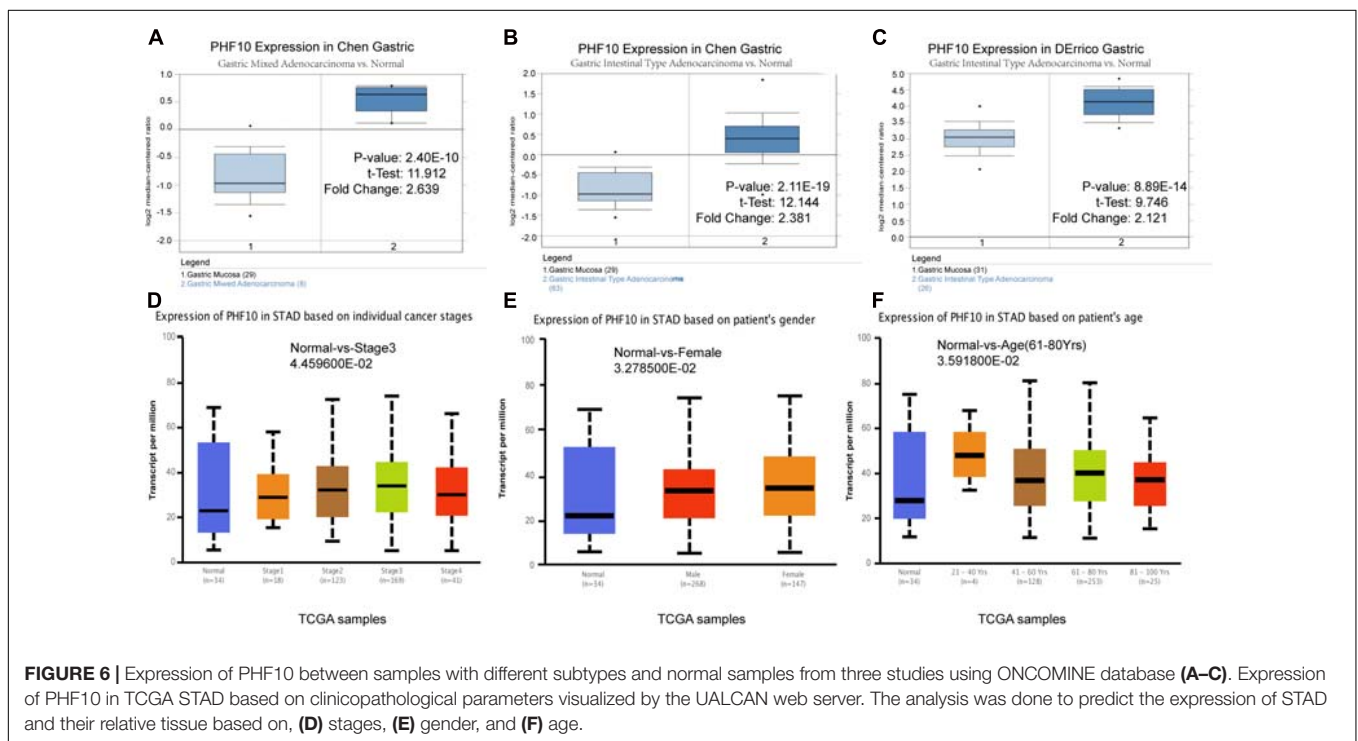 A
PHF10 Expression in Chen Gastric
Gastric Mixed Adenocarcinoma vs. Normal
log2 median-centered ratio
1.0
0.5
0.0
-0.5
-1.0
-1.5
-2.0
P-value: 2.40E-10
t-Test: 11.912
Fold Change: 2.639
1 2
Legend
1.Gastric Mucosa (29)
2.Gastric Mixed Adenocarcinoma (8)
B
PHF10 Expression in Chen Gastric
Gastric Intestinal Type Adenocarcinoma vs. Normal
log2 median-centered ratio
2.0
1.5
1.0
0.5
0.0
-0.5
-1.0
-1.5
-2.0
P-value: 2.11E-19
t-Test: 12.144
Fold Change: 2.381
1 2
Legend
1.Gastric Mucosa (29)
2.Gastric Intestinal Type Adenocarcinoma
(63)
C
PHF10 Expression in DErrico Gastric
Gastric Intestinal Type Adenocarcinoma vs. Normal
log2 median-centered ratio
5.0
4.5
4.0
3.5
3.0
2.5
2.0
1.5
1.0
0.5
0.0
P-value: 8.89E-14
t-Test: 9.746
Fold Change: 2.121
1 2
Legend
1.Gastric Mucosa (31)
2.Gastric Intestinal Type Adenocarcinoma
(26)
D
Expression of PHF10 in STAD based on individual cancer stages
Normal-vs-Stage3
4.459600E-02
Transcript per million
100
80
60
40
20
0
Normal Stage1 Stage2 Stage3 Stage4
(n=34) (n=18) (n=123) (n=169) (n=41)
TCGA samples
E
Expression of PHF10 in STAD based on patient's gender
Normal-vs-Female
3.278500E-02
Transcript per million
100
80
60
40
20
0
Normal Male Female
(n=34) (n=268) (n=147)
TCGA samples
F
Expression of PHF10 in STAD based on patient's age
Normal-vs-Age(61-80Yrs)
3.591800E-02
Transcript per million
100
80
60
40
20
0
Normal 21 - 40 Yrs 41 - 60 Yrs 61 - 80 Yrs 81 - 100 Yrs
(n=34) (n=4) (n=128) (n=253) (n=25)
TCGA samples
FIGURE 6 | Expression of PHF10 between samples with different subtypes and normal samples from three studies using ONCOMINE database (A–C). Expression
of PHF10 in TCGA STAD based on clinicopathological parameters visualized by the UALCAN web server. The analysis was done to predict the expression of STAD
and their relative tissue based on, (D) stages, (E) gender, and (F) age.